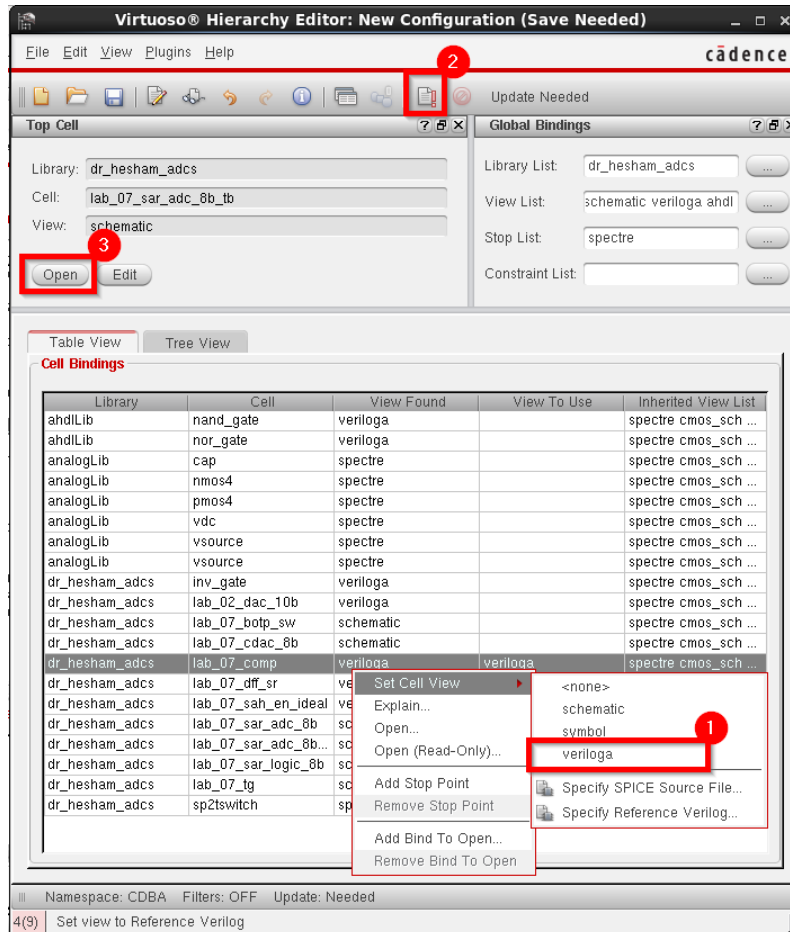 Virtuoso® Hierarchy Editor: New Configuration (Save Needed)
File Edit View Plugins Help
cādence
2
Update Needed
Top Cell
Global Bindings
Library: dr_hesham_adcs
Cell: lab_07_sar_adc_8b_tb
View: schematic
3
Open Edit
Library List: dr_hesham_adcs ...
View List: schematic veriloga ahdl ...
Stop List: spectre ...
Constraint List: ...
Table View Tree View
Cell Bindings
Library Cell View Found View To Use Inherited View List
ahdlLib nand_gate veriloga spectre cmos_sch ...
ahdlLib nor_gate veriloga spectre cmos_sch ...
analogLib cap spectre spectre cmos_sch ...
analogLib nmos4 spectre spectre cmos_sch ...
analogLib pmos4 spectre spectre cmos_sch ...
analogLib vdc spectre spectre cmos_sch ...
analogLib vsource spectre spectre cmos_sch ...
analogLib vsource spectre spectre cmos_sch ...
dr_hesham_adcs inv_gate veriloga spectre cmos_sch ...
dr_hesham_adcs lab_02_dac_10b veriloga spectre cmos_sch ...
dr_hesham_adcs lab_07_botp_sw schematic spectre cmos_sch ...
dr_hesham_adcs lab_07_cdac_8b schematic spectre cmos_sch ...
dr_hesham_adcs lab_07_comp veriloga veriloga spectre cmos_sch ...
dr_hesham_adcs lab_07_dff_sr ve
dr_hesham_adcs lab_07_sah_en_ideal ve
dr_hesham_adcs lab_07_sar_adc_8b sc
dr_hesham_adcs lab_07_sar_adc_8b... sc
dr_hesham_adcs lab_07_sar_logic_8b sc
dr_hesham_adcs lab_07_tg sc
dr_hesham_adcs sp2tswitch sp
Set Cell View
Explain...
Open...
Open (Read-Only)...
Add Stop Point
Remove Stop Point
Add Bind To Open...
Remove Bind To Open
<none>
schematic
symbol
1
veriloga
Specify SPICE Source File...
Specify Reference Verilog...
Namespace: CDBA Filters: OFF Update: Needed
4(9) Set view to Reference Verilog